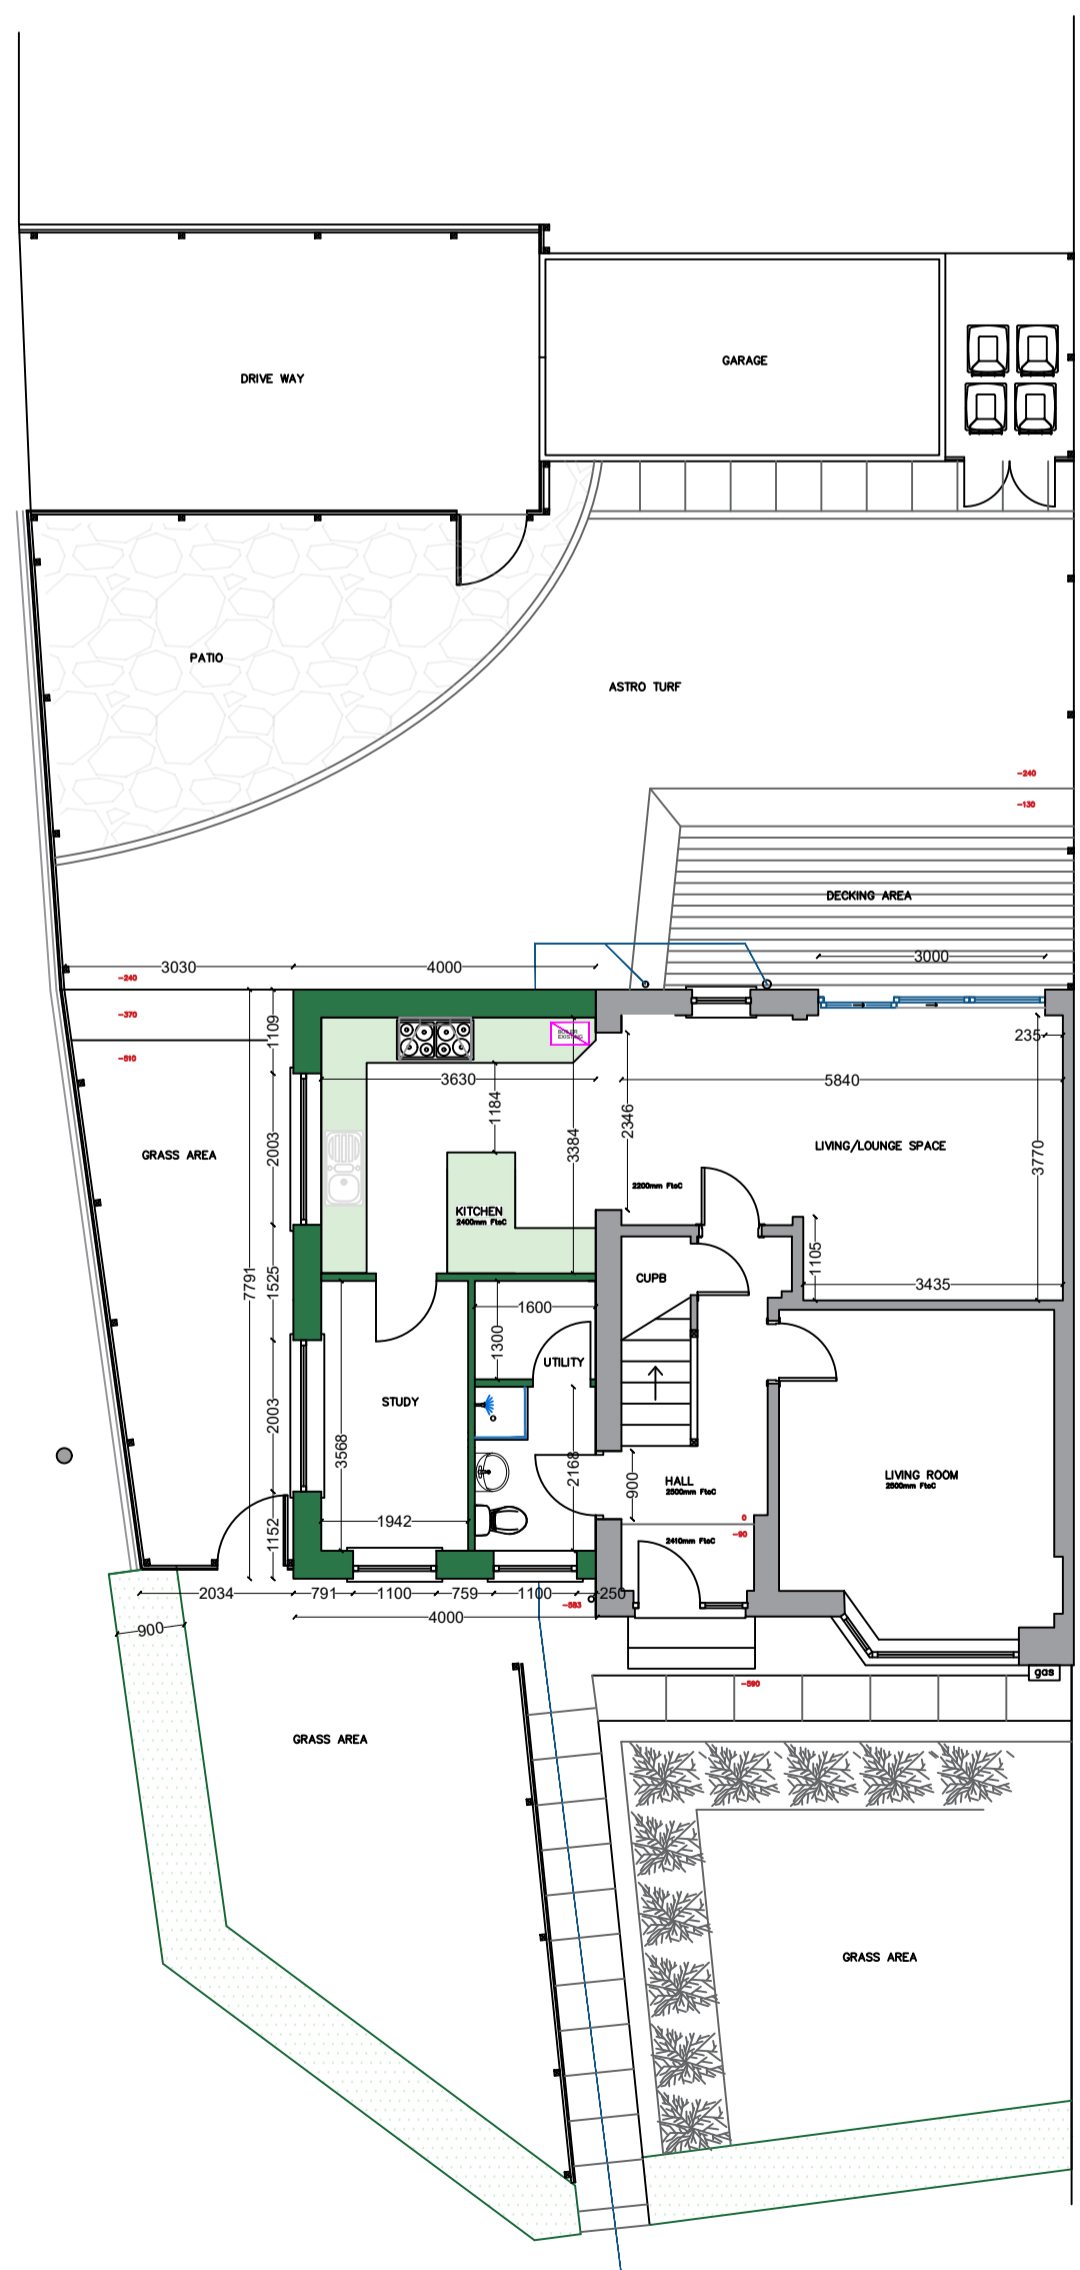 GARAGE
DRIVE WAY
PATIO
ASTRO TURF
-240
-130
DECKING AREA
3030
4000
3000
-240
-370
-510
1109
BOILER
EXISTING
235
3630
5840
1184
2346
3384
2003
GRASS AREA
LIVING/LOUNGE SPACE
3770
2200mm FtoC
KITCHEN
2400mm FtoC
7791
1525
CUPB
1105
3435
1600
1300
UTILITY
STUDY
2003
3568
2168
900
HALL
2500mm FtoC
LIVING ROOM
2500mm FtoC
1942
0
-90
2410mm FtoC
1152
2034
791
1100
759
1100
250
-583
4000
900
gas
-590
GRASS AREA
GRASS AREA